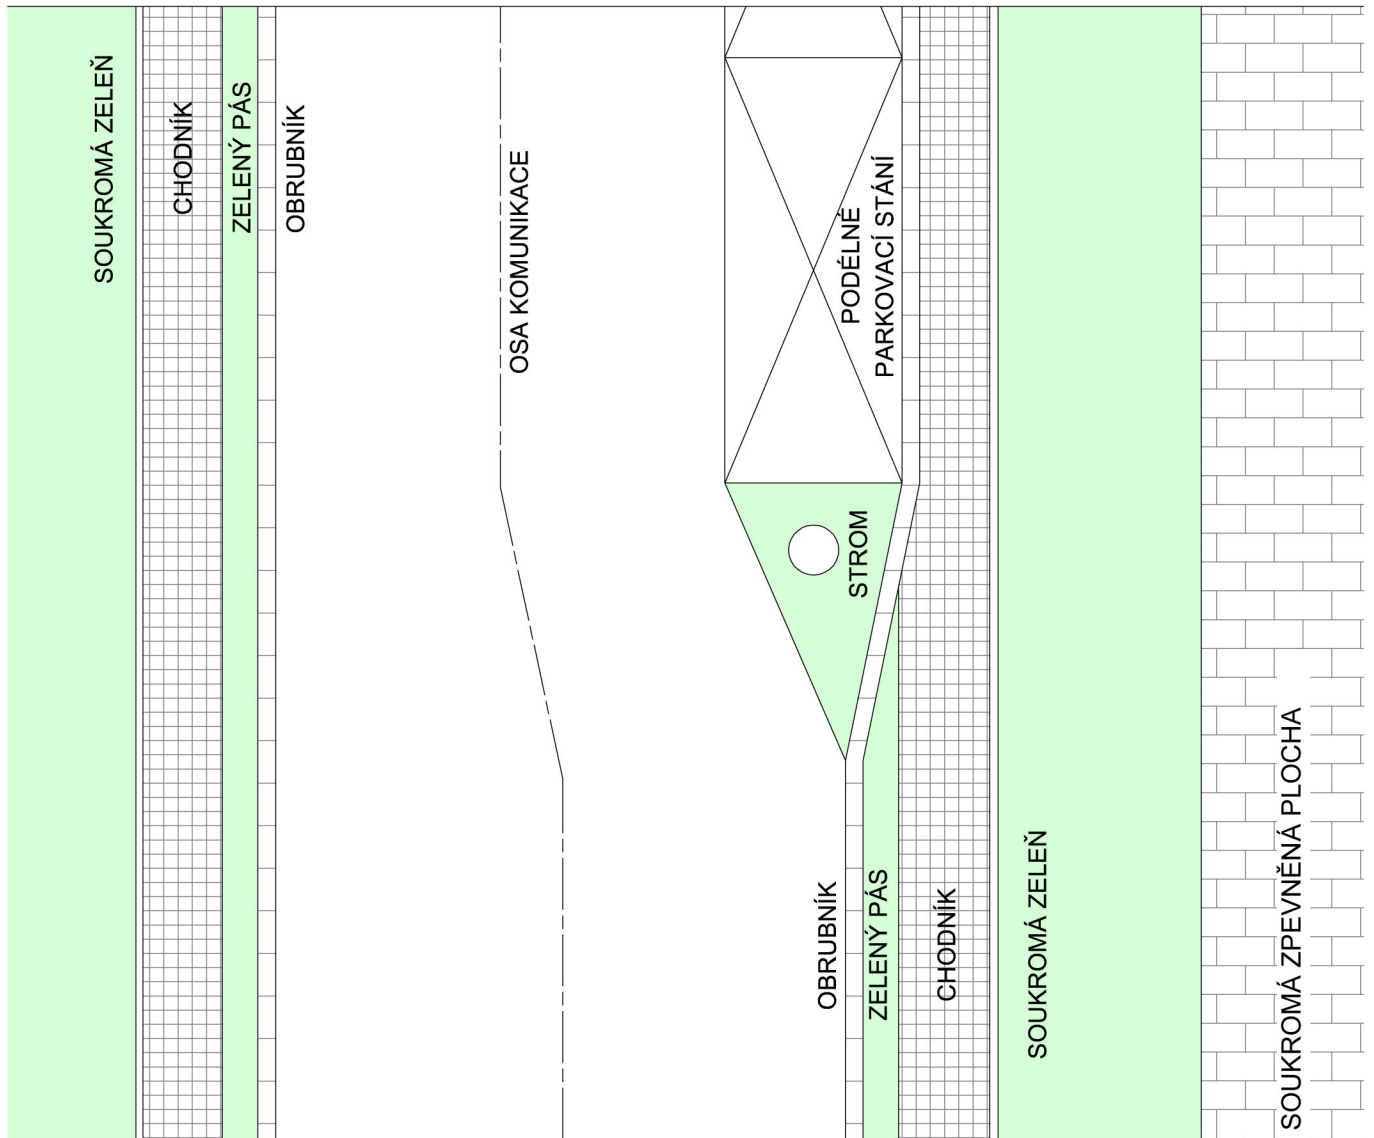 SOUKROMÁ ZELEŇ
CHODNÍK
ZELENÝ PÁS
OBRUBNÍK
OSA KOMUNIKACE
PODÉLNÉ
PARKOVACÍ STÁNÍ
STROM
OBRUBNÍK
ZELENÝ PÁS
CHODNÍK
SOUKROMÁ ZELEŇ
SOUKROMÁ ZPEVNĚNÁ PLOCHA